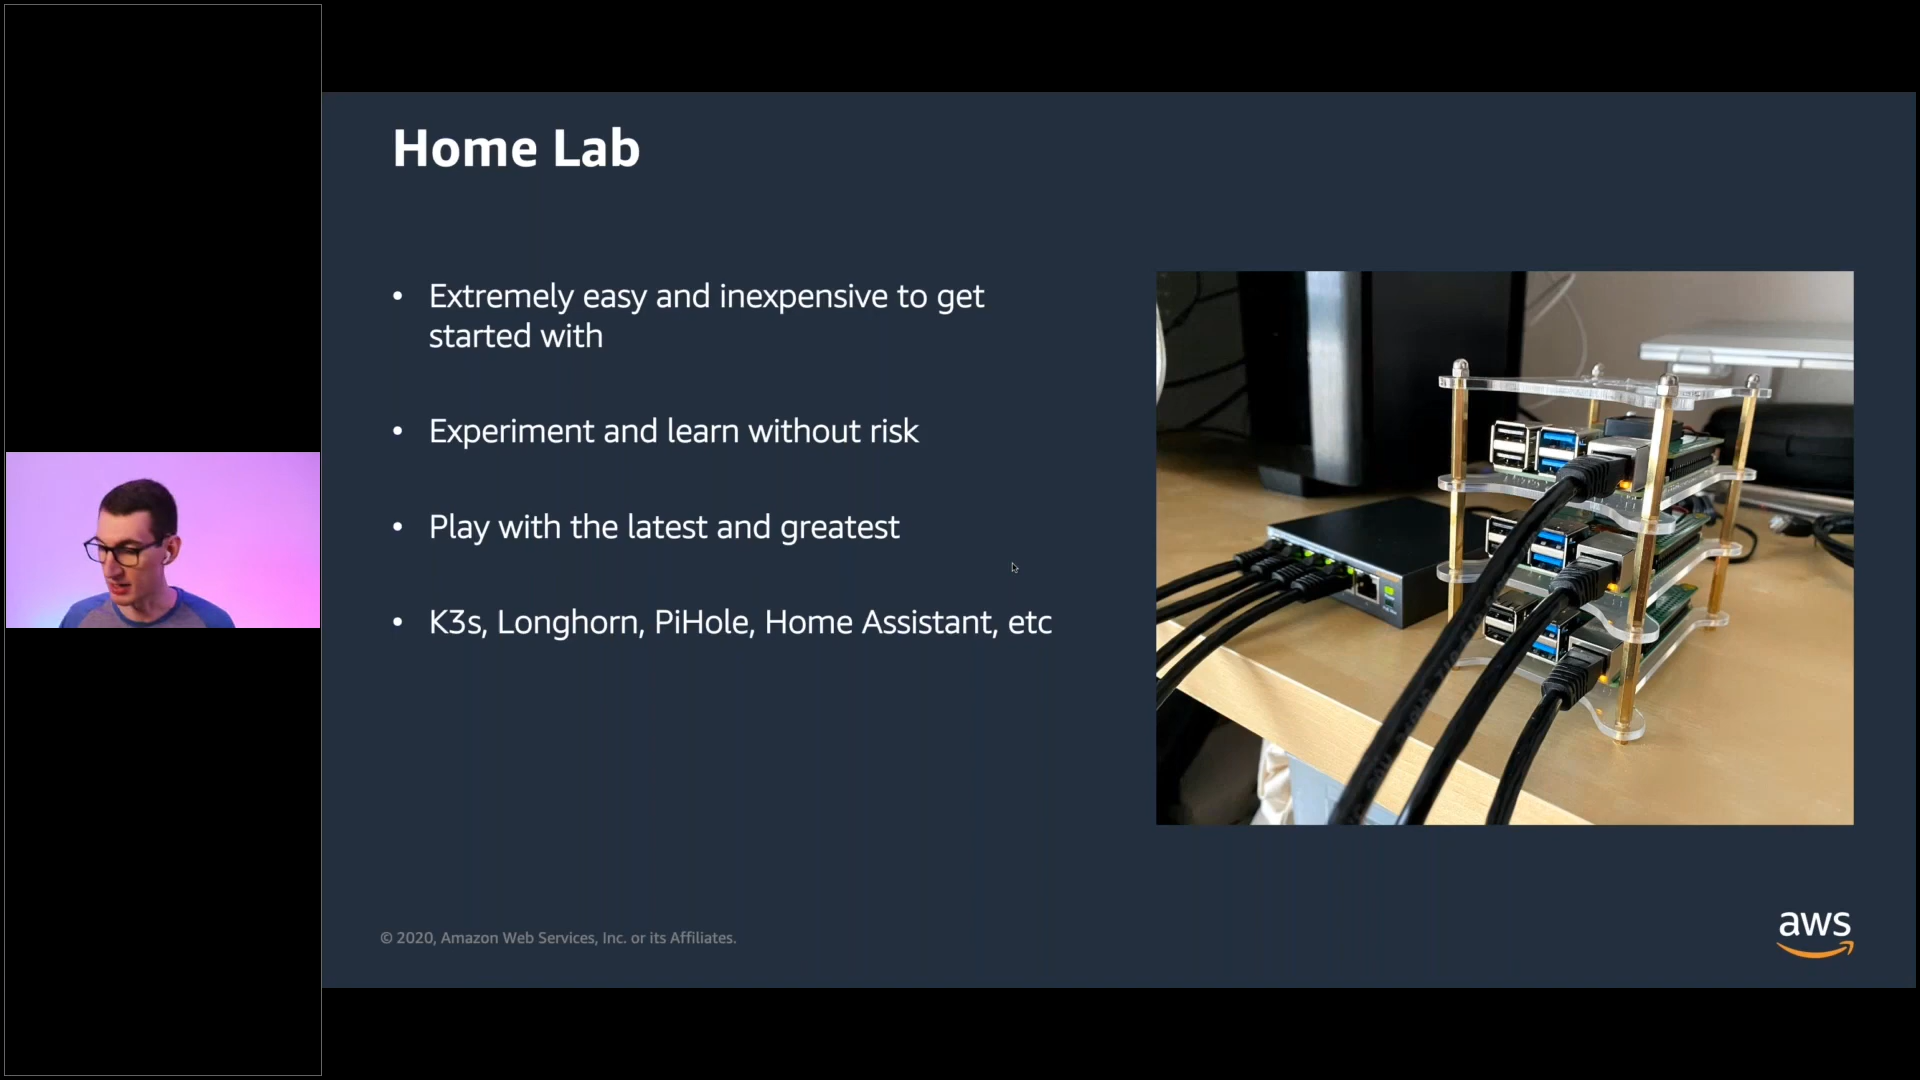 Home Lab
• Extremely easy and inexpensive to get
started with
• Experiment and learn without risk
• Play with the latest and greatest
• K3s, Longhorn, PiHole, Home Assistant, etc
© 2020, Amazon Web Services, Inc. or its Affiliates.
aws